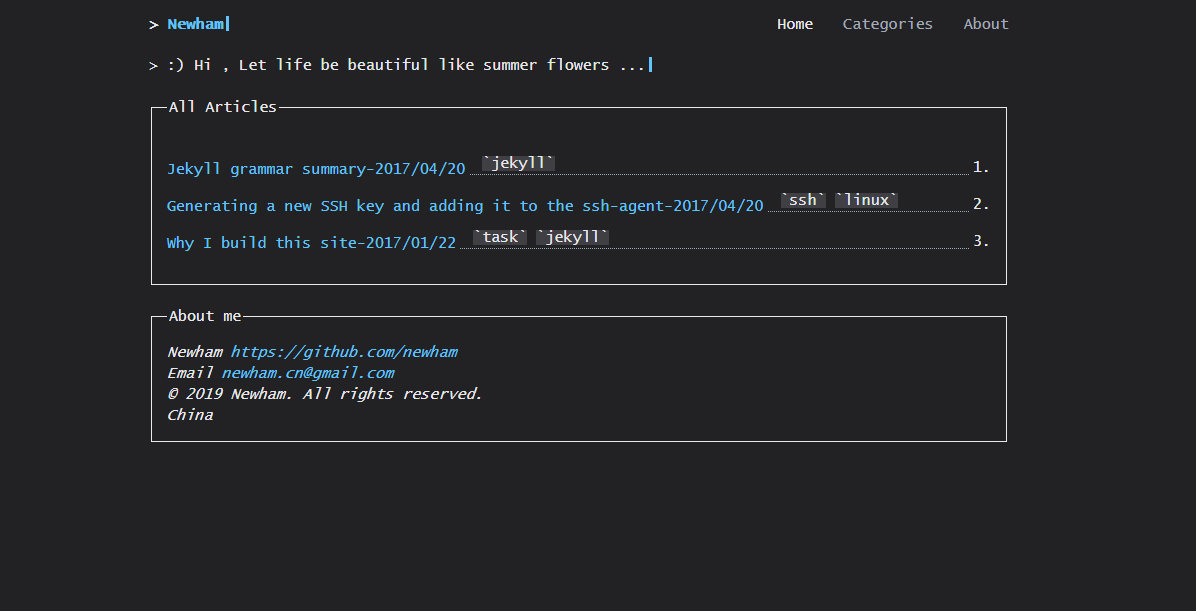 > Newham Home Categories About
> :) Hi , Let life be beautiful like summer flowers ...
All Articles
Jekyll grammar summary-2017/04/20 `jekyll` 1.
Generating a new SSH key and adding it to the ssh-agent-2017/04/20 `ssh` `linux` 2.
Why I build this site-2017/01/22 `task` `jekyll` 3.
About me
Newham https://github.com/newham
Email newham.cn@gmail.com
© 2019 Newham. All rights reserved.
China